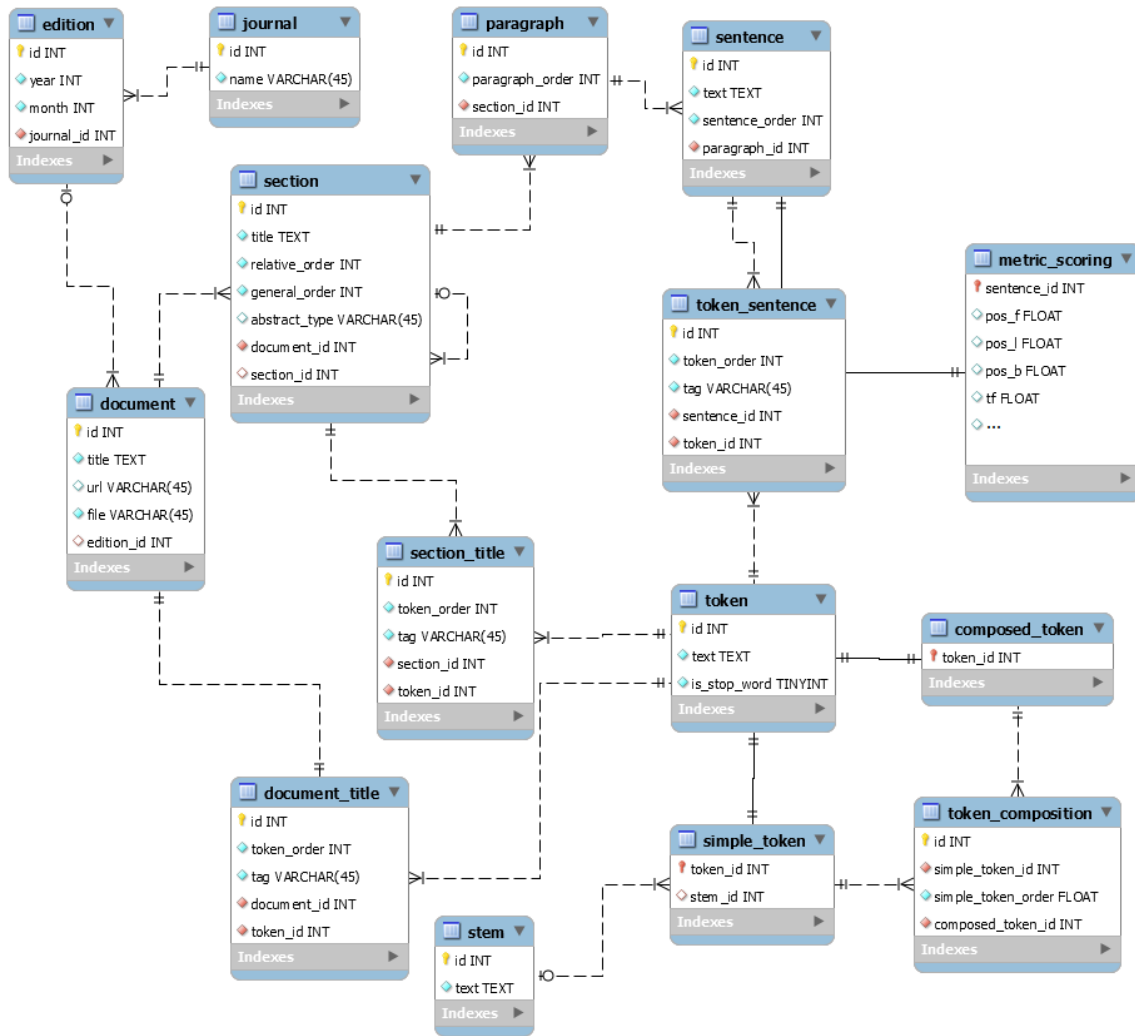 edition
id INT
year INT
month INT
journal_id INT
Indexes
journal
id INT
name VARCHAR(45)
Indexes
paragraph
id INT
paragraph_order INT
section_id INT
Indexes
sentence
id INT
text TEXT
sentence_order INT
paragraph_id INT
Indexes
section
id INT
title TEXT
relative_order INT
general_order INT
abstract_type VARCHAR(45)
document_id INT
section_id INT
Indexes
metric_scoring
sentence_id INT
pos_f FLOAT
pos_l FLOAT
pos_b FLOAT
tf FLOAT
...
Indexes
token_sentence
id INT
token_order INT
tag VARCHAR(45)
sentence_id INT
token_id INT
Indexes
document
id INT
title TEXT
url VARCHAR(45)
file VARCHAR(45)
edition_id INT
Indexes
section_title
id INT
token_order INT
tag VARCHAR(45)
section_id INT
token_id INT
Indexes
token
id INT
text TEXT
is_stop_word TINYINT
Indexes
composed_token
token_id INT
Indexes
document_title
id INT
token_order INT
tag VARCHAR(45)
document_id INT
token_id INT
Indexes
simple_token
token_id INT
stem_id INT
Indexes
token_composition
id INT
simple_token_id INT
simple_token_order FLOAT
composed_token_id INT
Indexes
stem
id INT
text TEXT
Indexes